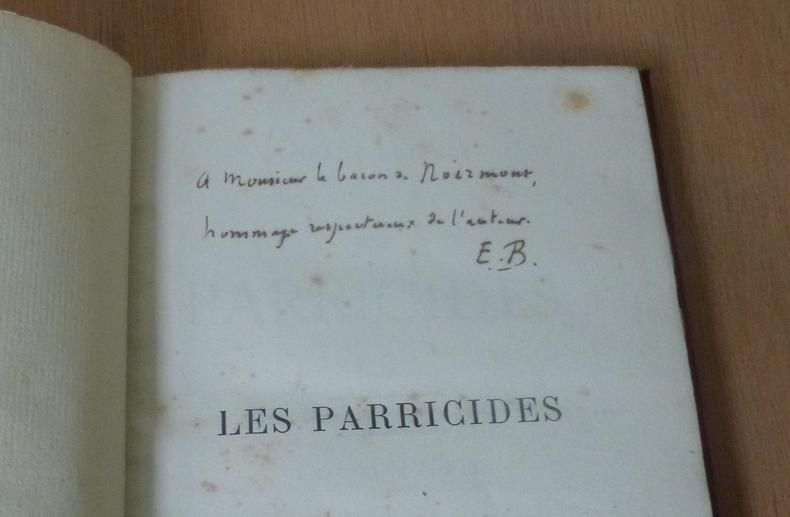 A Monsieur le baron de Noirmont,
hommage respectueux de l'auteur.
E. B.
LES PARRICIDES